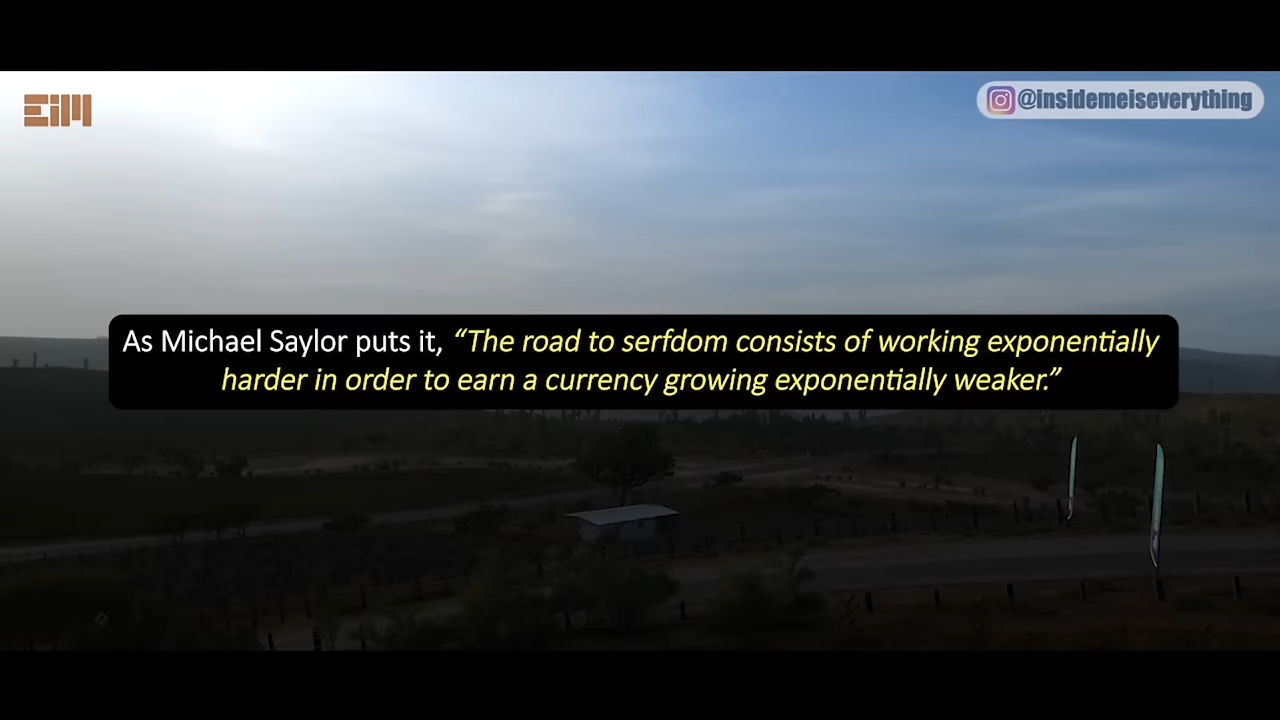 EiM
@insidemeiseverything
As Michael Saylor puts it, “The road to serfdom consists of working exponentially
harder in order to earn a currency growing exponentially weaker.”